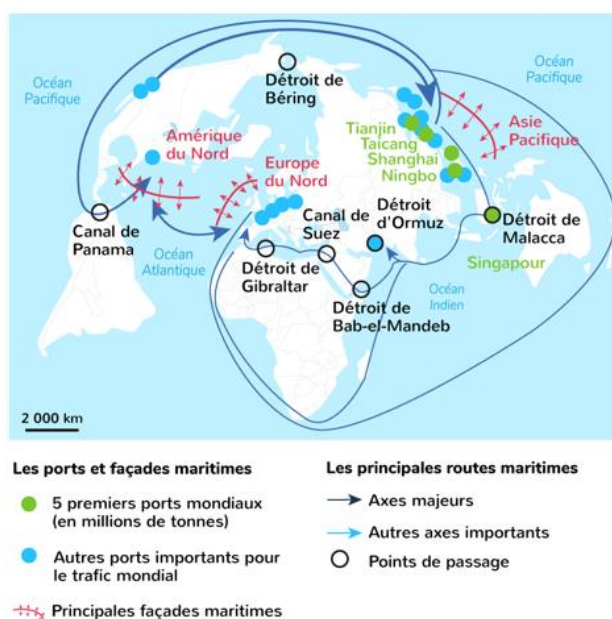 Océan
Pacifique
Détroit de
Béring
Océan
Pacifique
Amérique
du Nord
Europe
du Nord
Tianjin
Taicang
Shanghai
Ningbo
Asie
Pacifique
Canal de
Panama
Océan
Atlantique
Canal de
Suez
Détroit
d'Ormuz
Détroit de
Malacca
Singapour
Détroit de
Gibraltar
Détroit de
Bab-el-Mandeb
Océan
Indien
2 000 km
Les ports et façades maritimes
5 premiers ports mondiaux
(en millions de tonnes)
Autres ports importants pour
le trafic mondial
Principales façades maritimes
Les principales routes maritimes
Axes majeurs
Autres axes importants
Points de passage